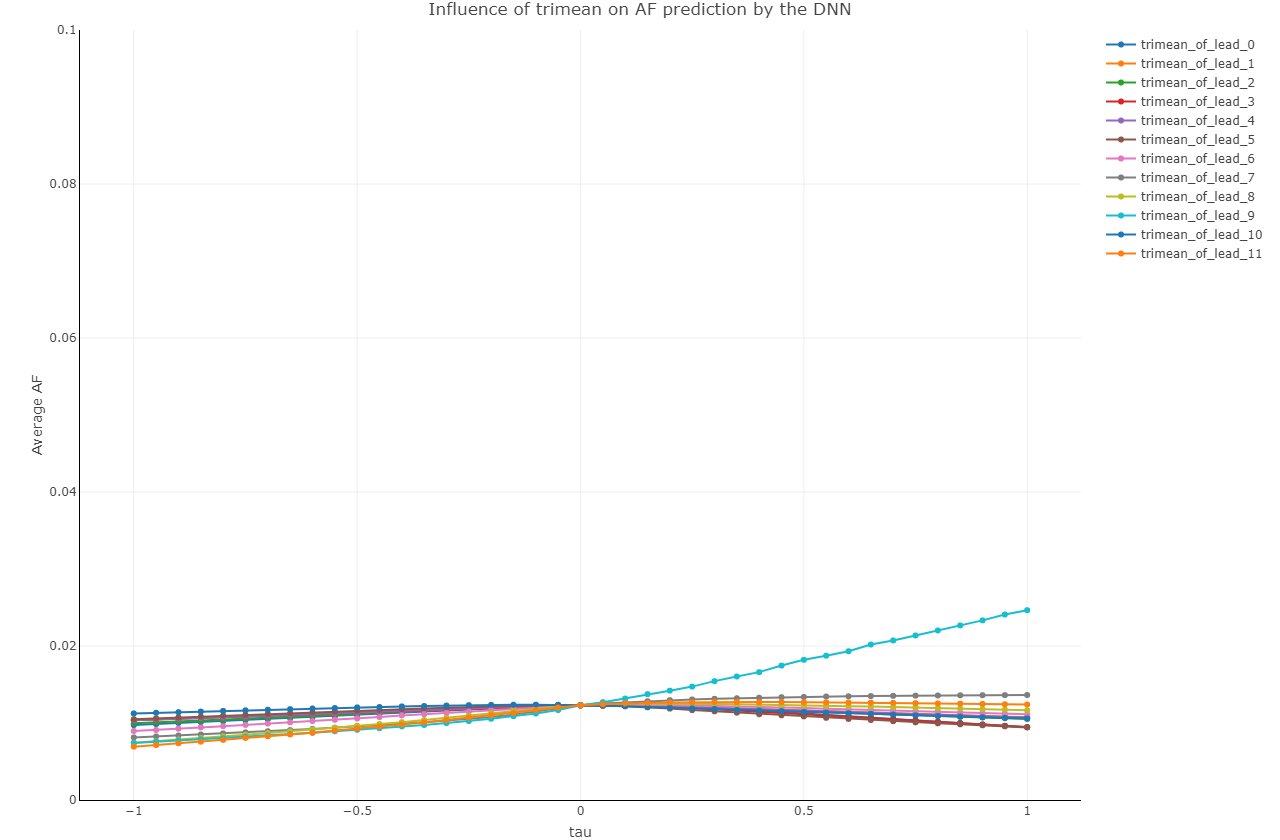 Influence of trimean on AF prediction by the DNN
0.1
0.08
0.06
0.04
0.02
0
Average AF
−1
−0.5
0
0.5
1
tau
trimean_of_lead_0
trimean_of_lead_1
trimean_of_lead_2
trimean_of_lead_3
trimean_of_lead_4
trimean_of_lead_5
trimean_of_lead_6
trimean_of_lead_7
trimean_of_lead_8
trimean_of_lead_9
trimean_of_lead_10
trimean_of_lead_11